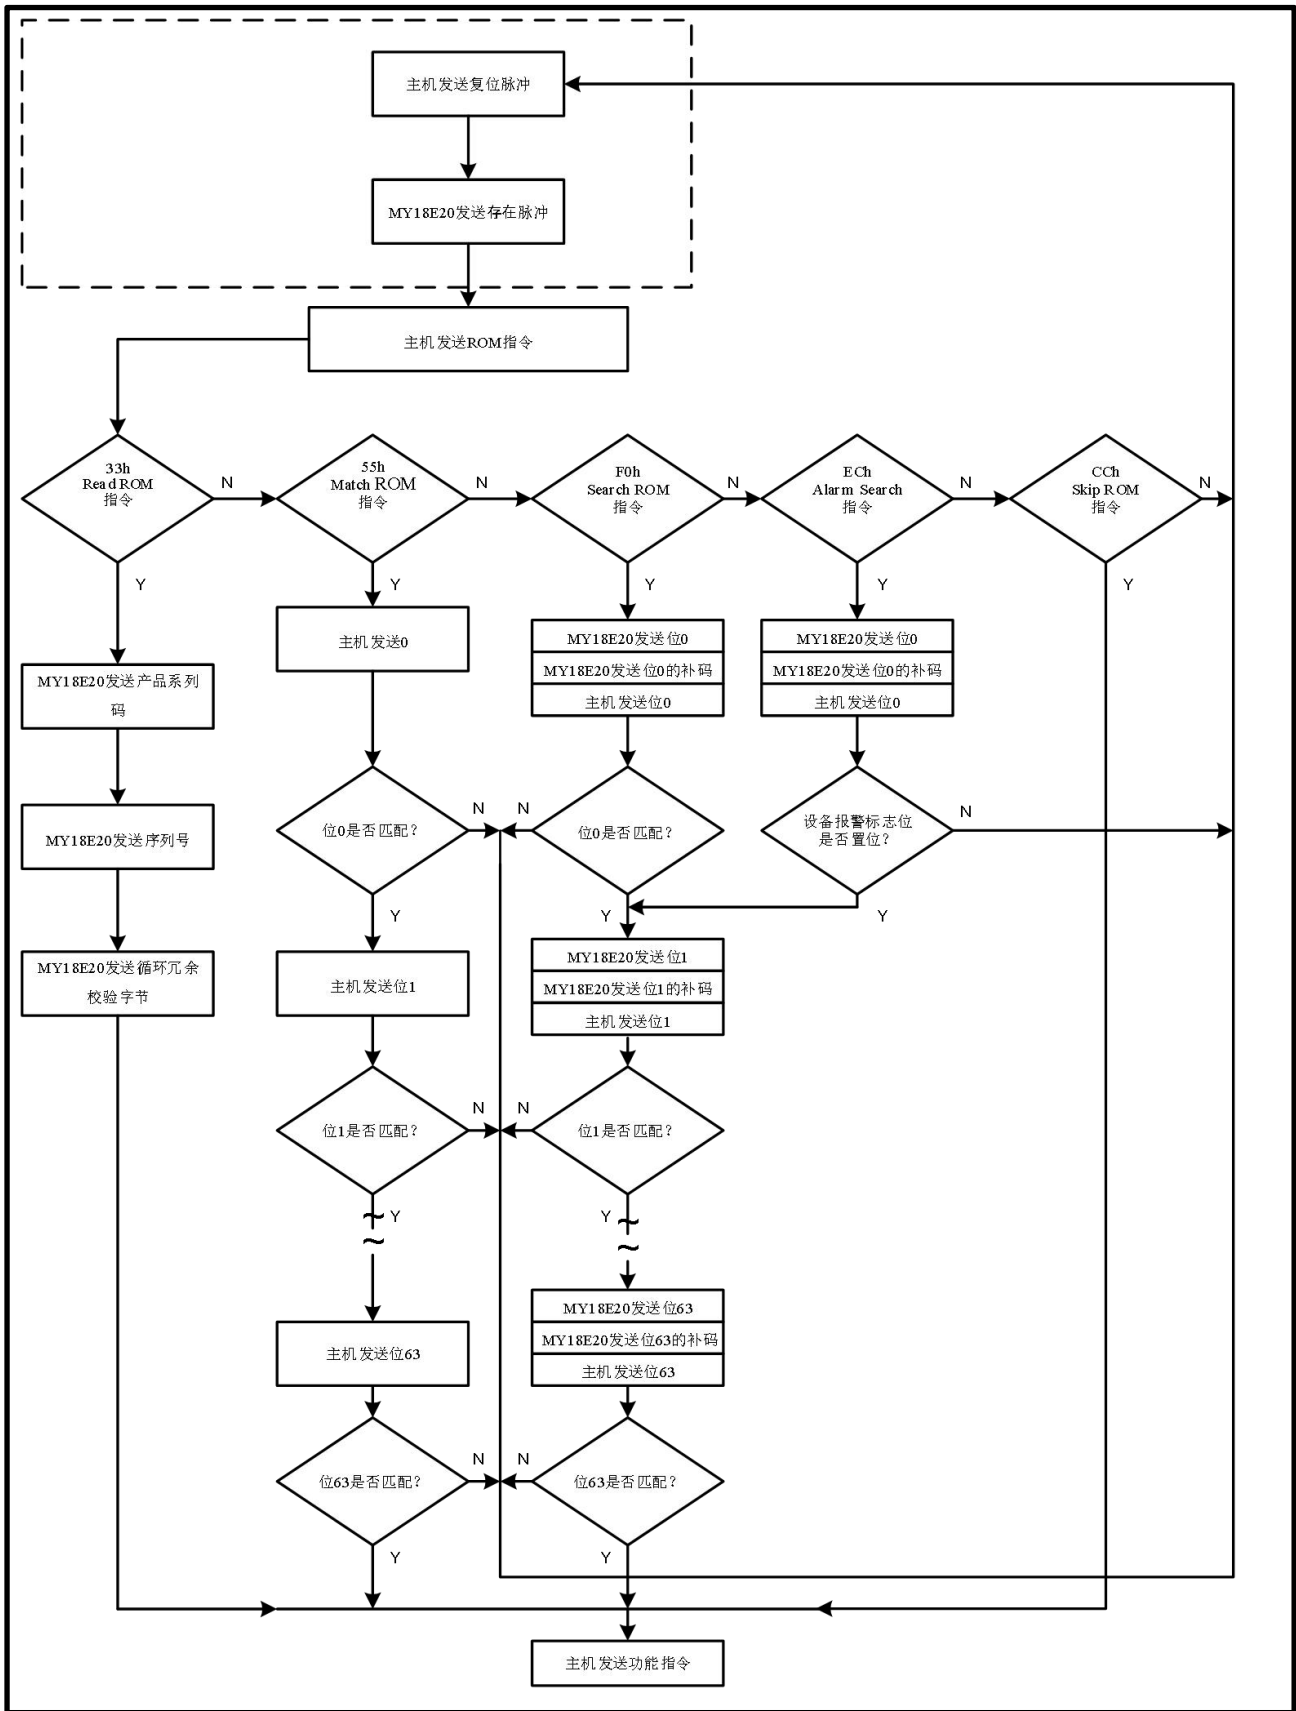 主机发送复位脉冲
MY18E20发送存在脉冲
主机发送ROM指令
33h
Read ROM
指令
N
55h
Match ROM
指令
N
F0h
Search ROM
指令
N
ECh
Alarm Search
指令
N
CCh
Skip ROM
指令
N
Y
Y
Y
Y
Y
主机发送0
MY18E20发送位0
MY18E20发送位0的补码
主机发送位0
MY18E20发送位0
MY18E20发送位0的补码
主机发送位0
MY18E20发送产品系列
码
位0是否匹配?
N
N
位0是否匹配?
设备报警标志位
是否置位?
N
MY18E20发送序列号
Y
Y
Y
MY18E20发送循环冗余
校验字节
主机发送位1
MY18E20发送位1
MY18E20发送位1的补码
主机发送位1
位1是否匹配?
N
N
位1是否匹配?
Y
Y
主机发送位63
MY18E20发送位63
MY18E20发送位63的补码
主机发送位63
位63是否匹配?
N
N
位63是否匹配?
Y
Y
主机发送功能指令